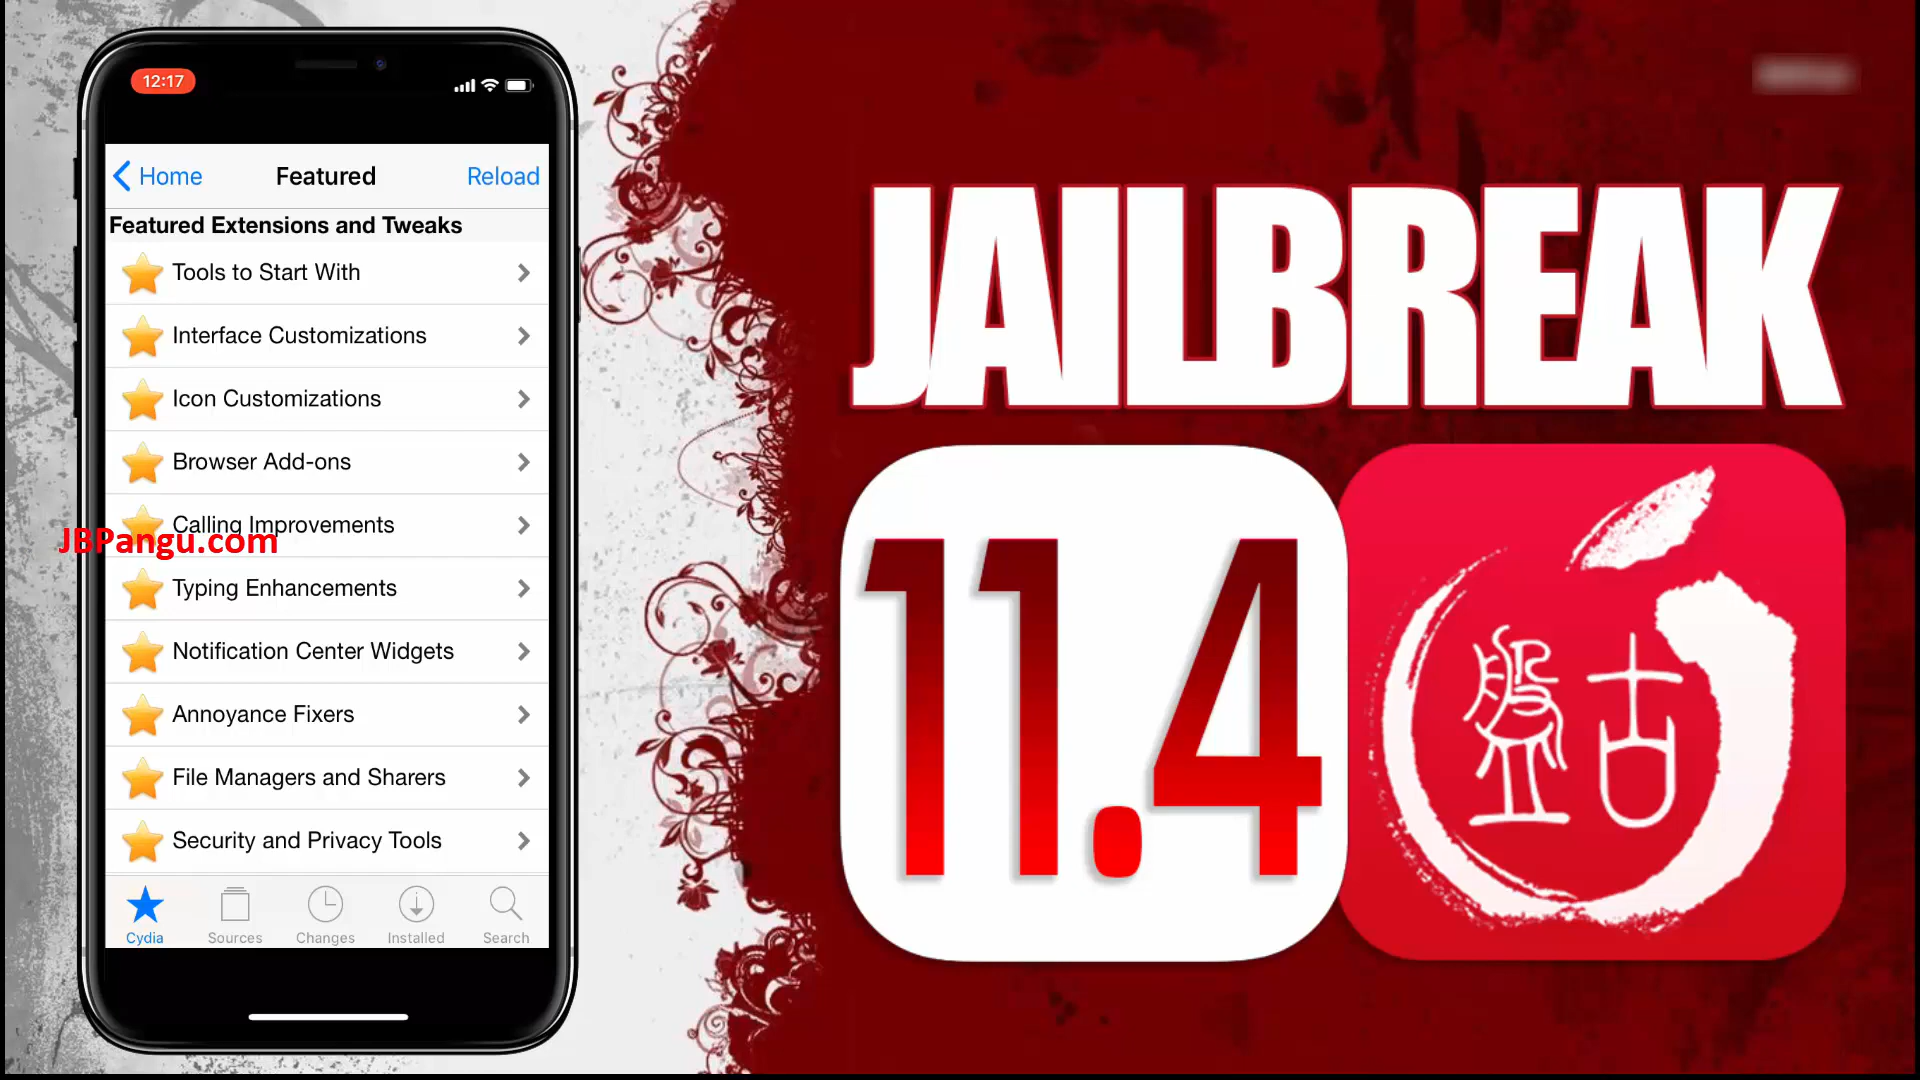 12:17
Home
Featured
Reload
Featured Extensions and Tweaks
Tools to Start With
Interface Customizations
Icon Customizations
Browser Add-ons
Calling Improvements
JBPangu.com
Typing Enhancements
Notification Center Widgets
Annoyance Fixers
File Managers and Sharers
Security and Privacy Tools
Cydia
Sources
Changes
Installed
Search
JAILBREAK
11.4
盤古